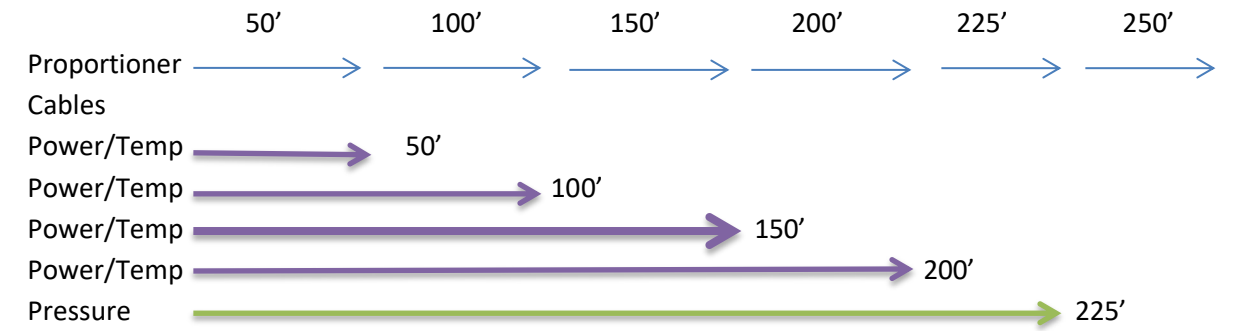 50’ 100’ 150’ 200’ 225’ 250’
Proportioner
Cables
Power/Temp 50’
Power/Temp 100’
Power/Temp 150’
Power/Temp 200’
Pressure 225’